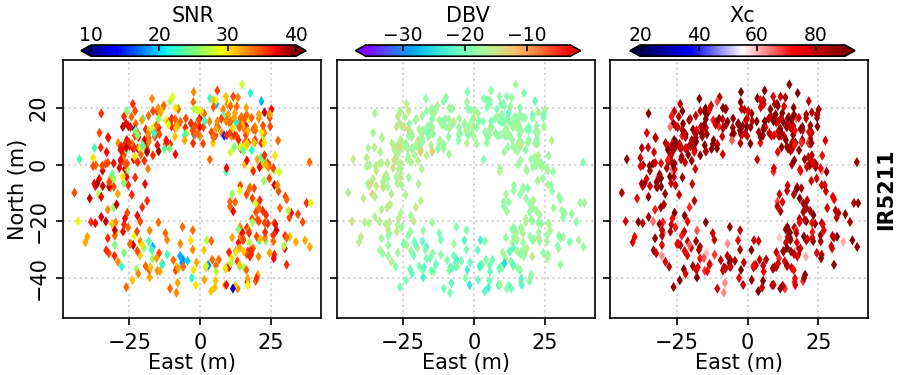 SNR DBV Xc
10 20 30 40 −30 −20 −10 20 40 60 80
North (m)
20
0
−20
−40
IR5211
−25 0 25 −25 0 25 −25 0 25
East (m) East (m) East (m)